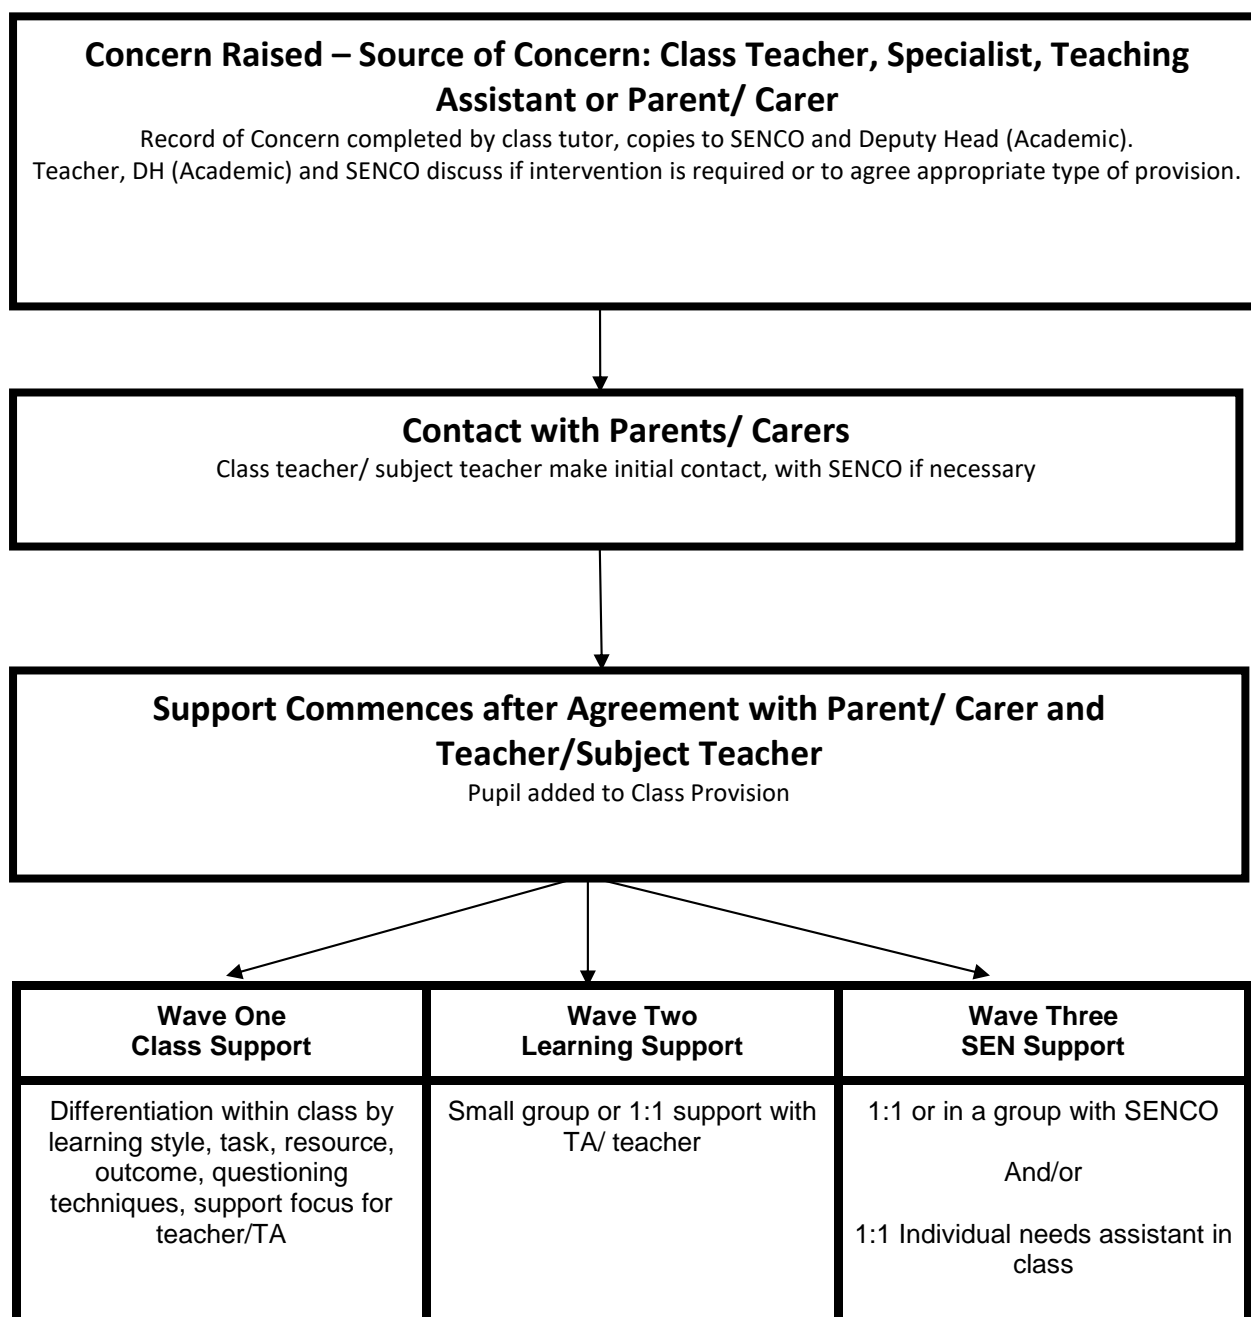 Concern Raised – Source of Concern: Class Teacher, Specialist, Teaching
Assistant or Parent/ Carer
Record of Concern completed by class tutor, copies to SENCO and Deputy Head (Academic).
Teacher, DH (Academic) and SENCO discuss if intervention is required or to agree appropriate type of provision.
Contact with Parents/ Carers
Class teacher/ subject teacher make initial contact, with SENCO if necessary
Support Commences after Agreement with Parent/ Carer and
Teacher/Subject Teacher
Pupil added to Class Provision
Wave One
Class Support
Wave Two
Learning Support
Wave Three
SEN Support
Differentiation within class by
learning style, task, resource,
outcome, questioning
techniques, support focus for
teacher/TA
Small group or 1:1 support with
TA/ teacher
1:1 or in a group with SENCO
And/or
1:1 Individual needs assistant in
class